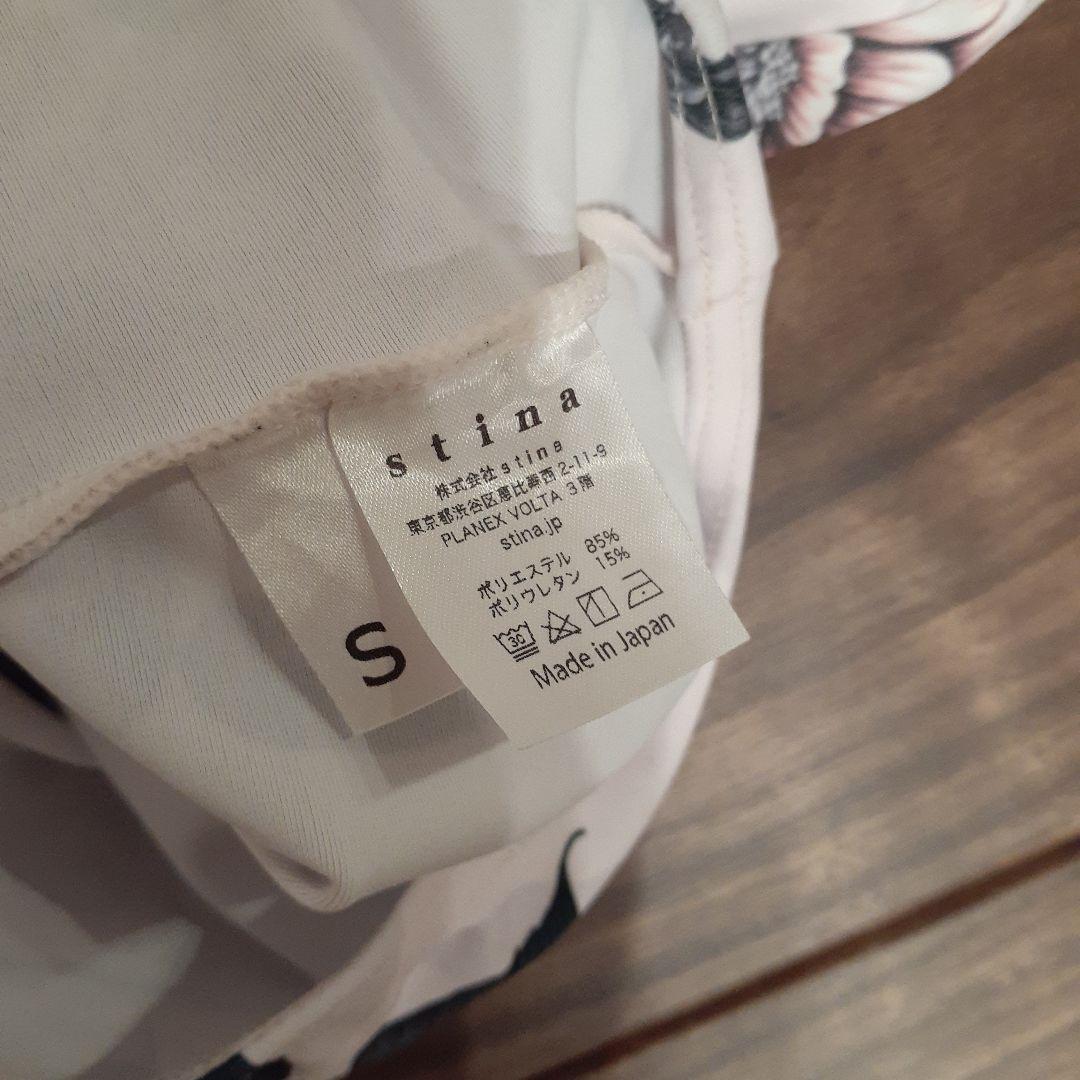 stina
株式会社stina
東京都渋谷区恵比寿西2-11-9
PLANEX VOLTA 3階
stina.jp
ポリエステル 85%
ポリウレタン 15%
30
Made in Japan
S